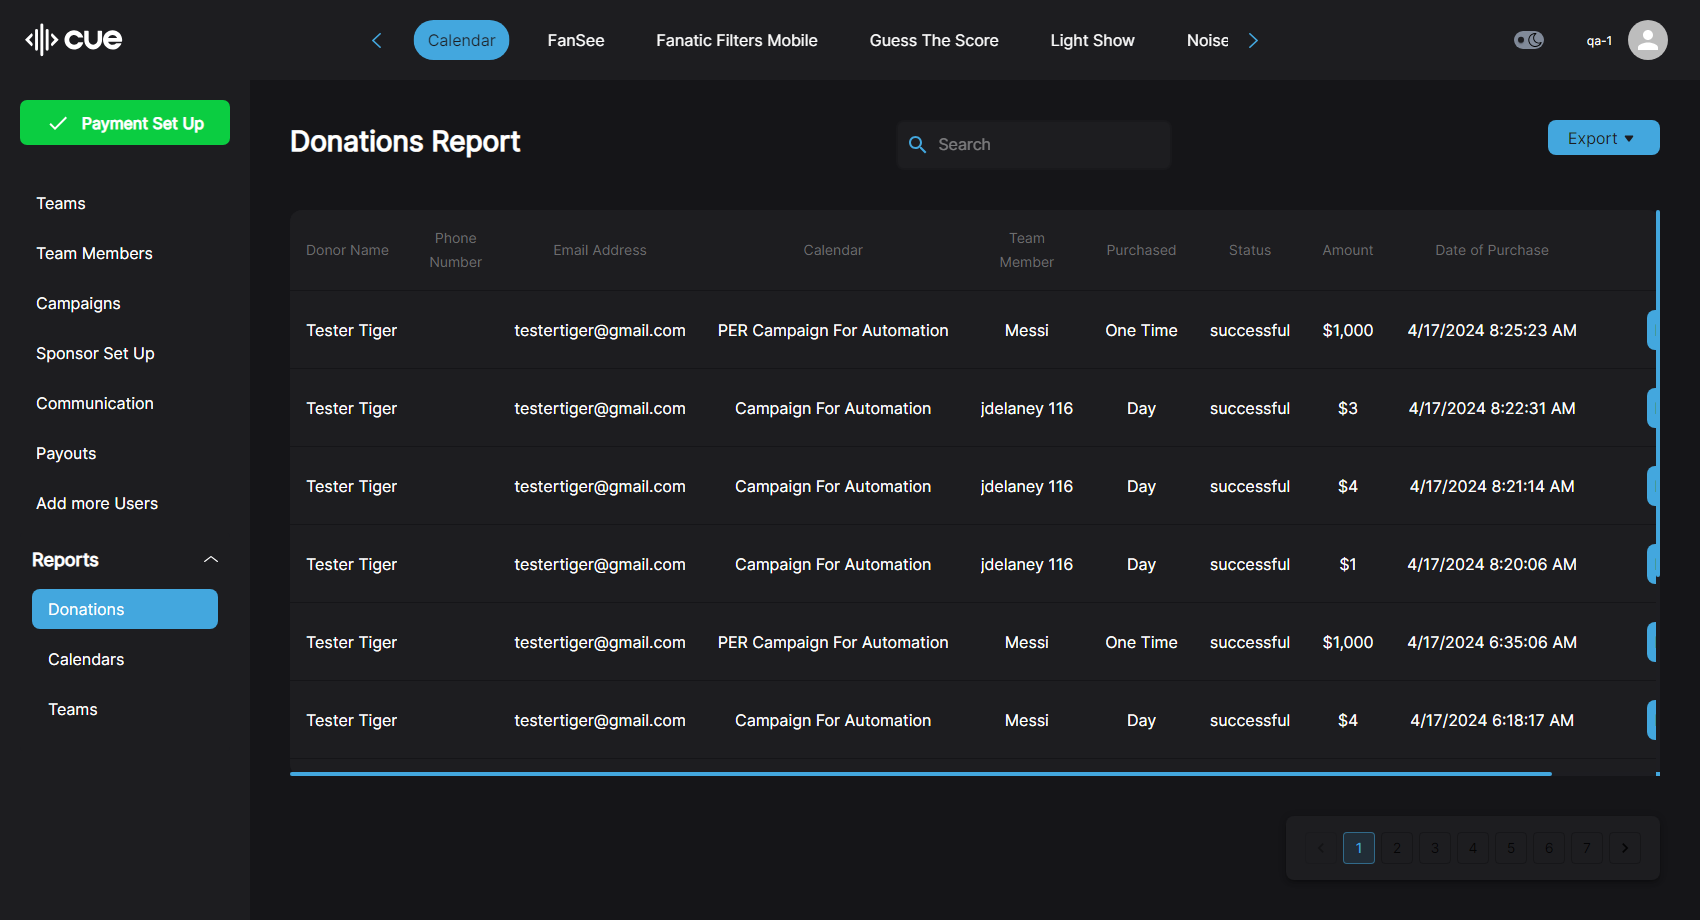 cue
Calendar FanSee Fanatic Filters Mobile Guess The Score Light Show Noise
qa-1
Payment Set Up
Teams
Team Members
Campaigns
Sponsor Set Up
Communication
Payouts
Add more Users
Reports
Donations
Calendars
Teams
Donations Report
Search
Export
Donor Name Phone Number Email Address Calendar Team Member Purchased Status Amount Date of Purchase
Tester Tiger testertiger@gmail.com PER Campaign For Automation Messi One Time successful $1,000 4/17/2024 8:25:23 AM
Tester Tiger testertiger@gmail.com Campaign For Automation jdelaney 116 Day successful $3 4/17/2024 8:22:31 AM
Tester Tiger testertiger@gmail.com Campaign For Automation jdelaney 116 Day successful $4 4/17/2024 8:21:14 AM
Tester Tiger testertiger@gmail.com Campaign For Automation jdelaney 116 Day successful $1 4/17/2024 8:20:06 AM
Tester Tiger testertiger@gmail.com PER Campaign For Automation Messi One Time successful $1,000 4/17/2024 6:35:06 AM
Tester Tiger testertiger@gmail.com Campaign For Automation Messi Day successful $4 4/17/2024 6:18:17 AM
1 2 3 4 5 6 7